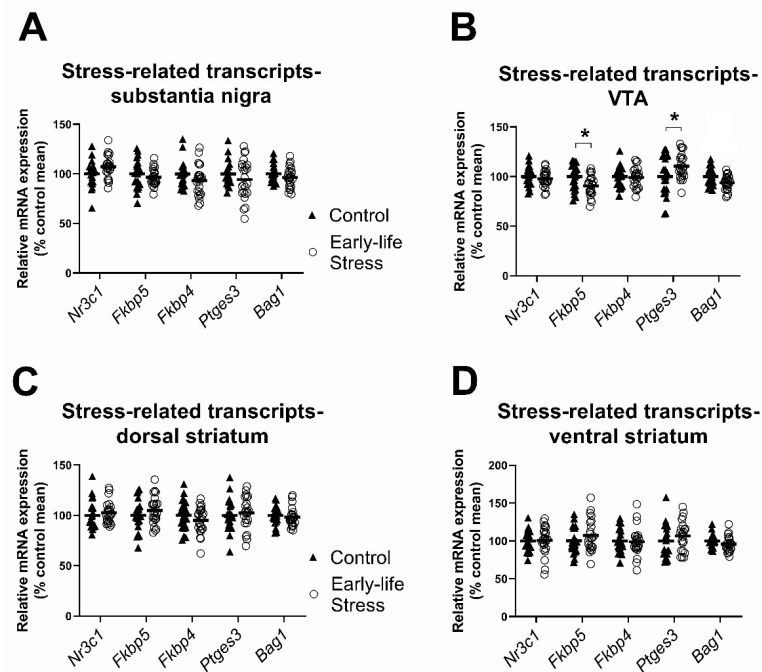 A
Stress-related transcripts-
substantia nigra
Relative mRNA expression
(% control mean)
150
100
50
0
Nr3c1
Fkbp5
Fkbp4
Ptges3
Bag1
Control
Early-life
Stress
B
Stress-related transcripts-
VTA
Relative mRNA expression
(% control mean)
150
100
50
0
*
*
Nr3c1
Fkbp5
Fkbp4
Ptges3
Bag1
C
Stress-related transcripts-
dorsal striatum
Relative mRNA expression
(% control mean)
150
100
50
0
Nr3c1
Fkbp5
Fkbp4
Ptges3
Bag1
Control
Early-life
Stress
D
Stress-related transcripts-
ventral striatum
Relative mRNA expression
(% control mean)
200
150
100
50
0
Nr3c1
Fkbp5
Fkbp4
Ptges3
Bag1